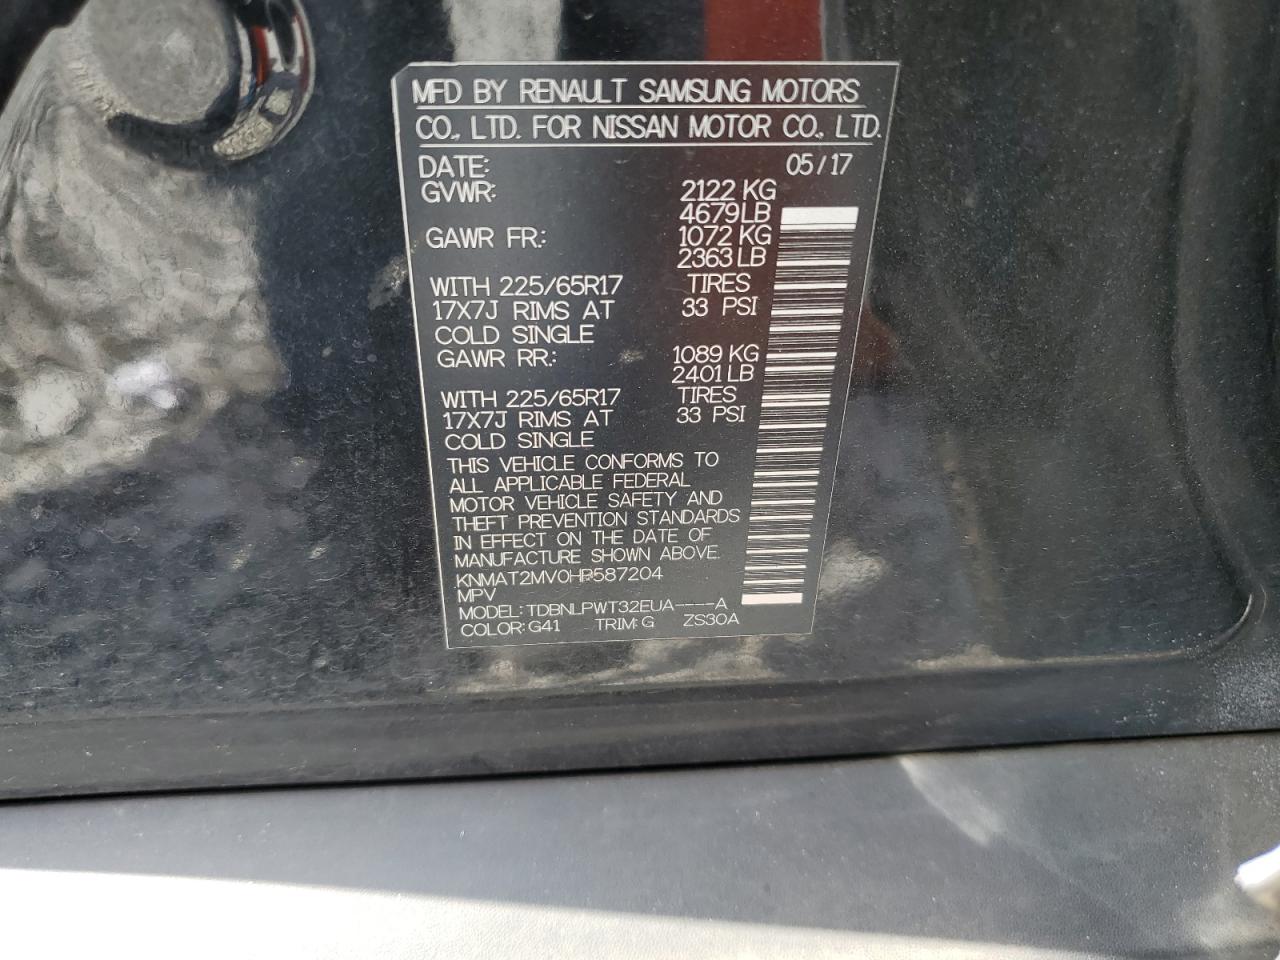 MFD BY RENAULT SAMSUNG MOTORS
CO., LTD. FOR NISSAN MOTOR CO., LTD.
DATE: 05/17
GVWR: 2122 KG
4679 LB
GAWR FR.: 1072 KG
2363 LB
WITH 225/65R17 TIRES
17X7J RIMS AT 33 PSI
COLD SINGLE
GAWR RR.: 1089 KG
2401 LB
WITH 225/65R17 TIRES
17X7J RIMS AT 33 PSI
COLD SINGLE
THIS VEHICLE CONFORMS TO
ALL APPLICABLE FEDERAL
MOTOR VEHICLE SAFETY AND
THEFT PREVENTION STANDARDS
IN EFFECT ON THE DATE OF
MANUFACTURE SHOWN ABOVE.
KNMAT2MV0HP587204
MPV
MODEL: TDBNLPWT32EUA----A
COLOR: G41 TRIM: G ZS30A